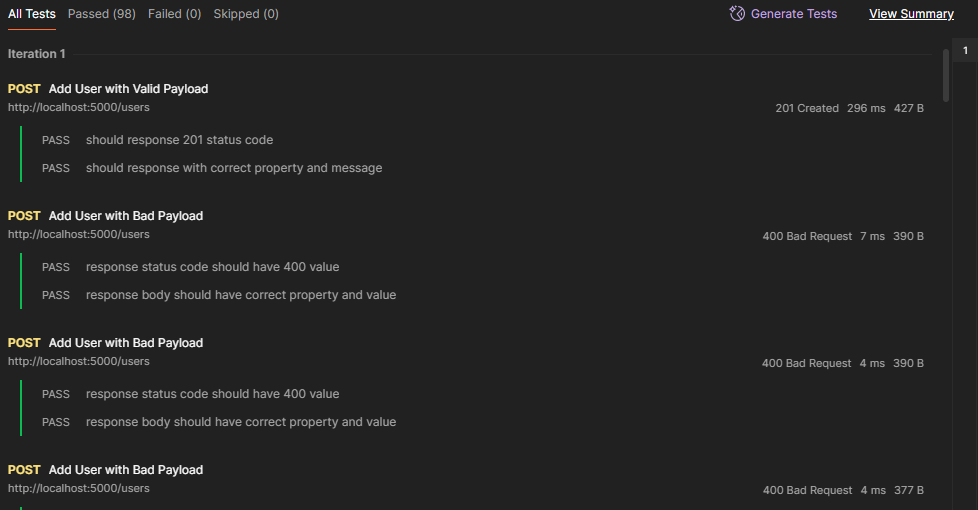 All Tests Passed (98) Failed (0) Skipped (0) Generate Tests View Summary
Iteration 1 1
POST Add User with Valid Payload
http://localhost:5000/users 201 Created 296 ms 427 B
PASS should response 201 status code
PASS should response with correct property and message
POST Add User with Bad Payload
http://localhost:5000/users 400 Bad Request 7 ms 390 B
PASS response status code should have 400 value
PASS response body should have correct property and value
POST Add User with Bad Payload
http://localhost:5000/users 400 Bad Request 4 ms 390 B
PASS response status code should have 400 value
PASS response body should have correct property and value
POST Add User with Bad Payload
http://localhost:5000/users 400 Bad Request 4 ms 377 B